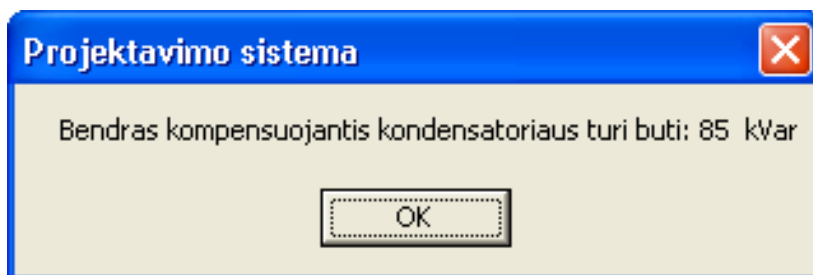 Projektavimo sistema
Bendras kompensuojantis kondensatoriaus turi buti: 85 kVar
OK